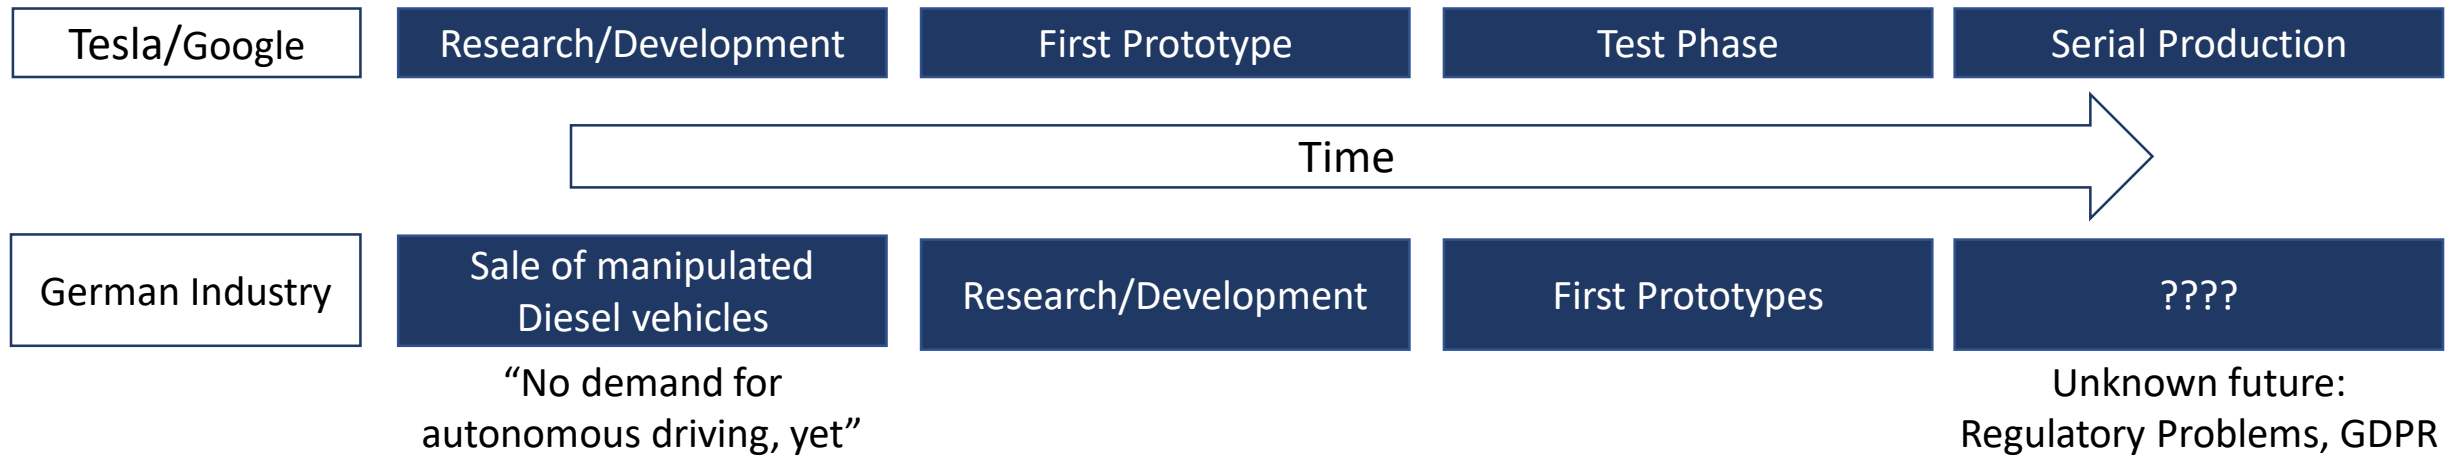 Tesla/Google
Research/Development
First Prototype
Test Phase
Serial Production
Time
German Industry
Sale of manipulated
Diesel vehicles
Research/Development
First Prototypes
????
“No demand for
autonomous driving, yet”
Unknown future:
Regulatory Problems, GDPR